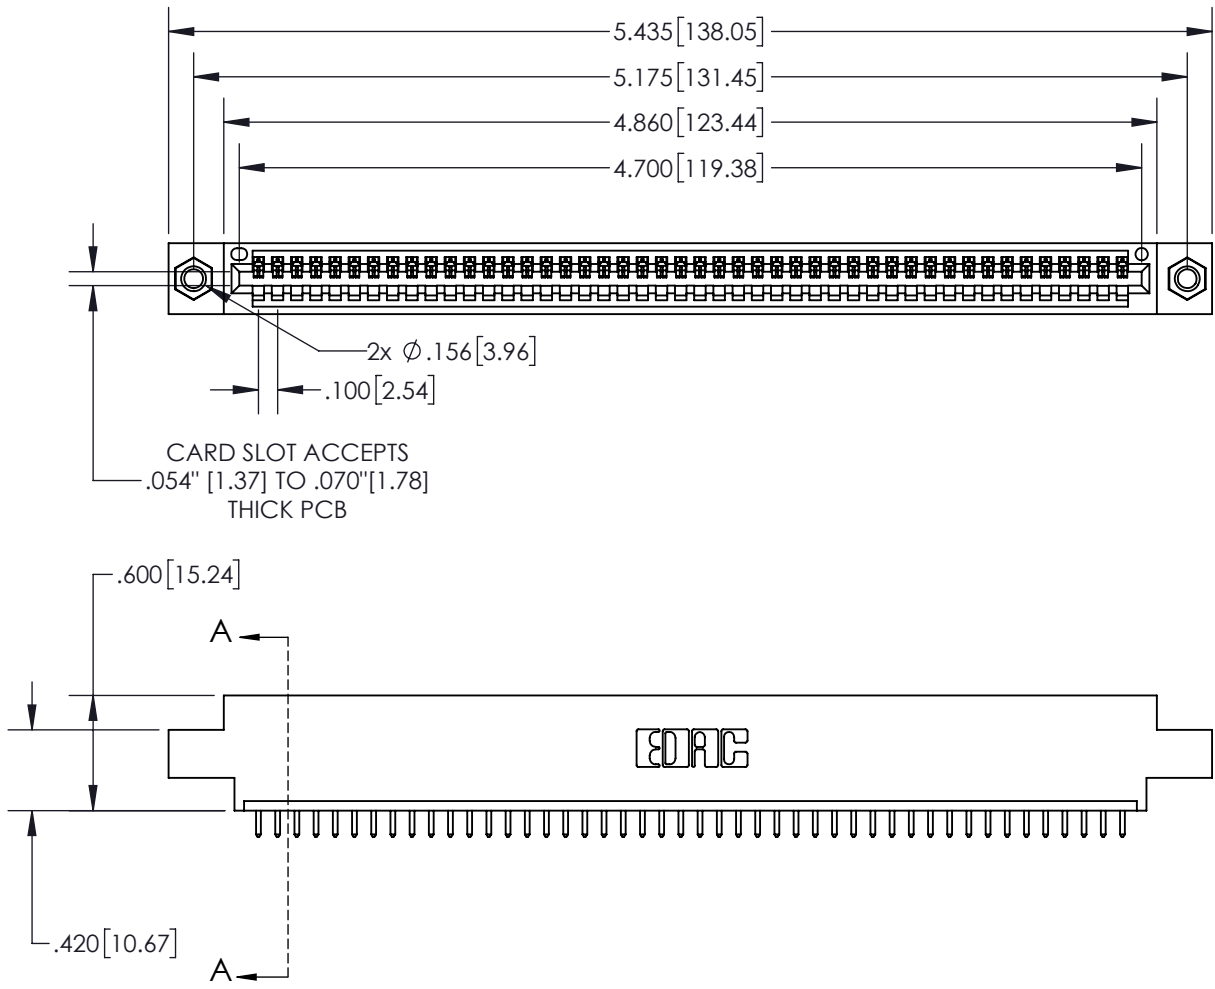 5.435[138.05]
5.175[131.45]
4.860[123.44]
4.700[119.38]
2x Ø.156[3.96]
.100[2.54]
CARD SLOT ACCEPTS
.054" [1.37] TO .070"[1.78]
THICK PCB
.600[15.24]
A
EDAC
.420[10.67]
A